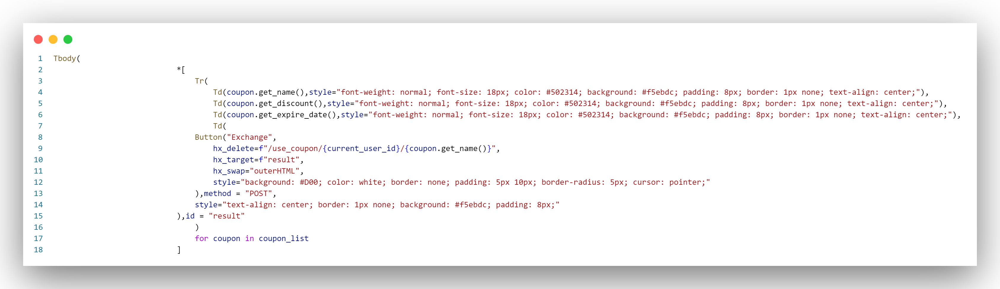 1 Tbody(
2 *[
3 Tr(
4 Td(coupon.get_name(),style="font-weight: normal; font-size: 18px; color: #502314; background: #f5ebdc; padding: 8px; border: 1px none; text-align: center;"),
5 Td(coupon.get_discount(),style="font-weight: normal; font-size: 18px; color: #502314; background: #f5ebdc; padding: 8px; border: 1px none; text-align: center;"),
6 Td(coupon.get_expire_date(),style="font-weight: normal; font-size: 18px; color: #502314; background: #f5ebdc; padding: 8px; border: 1px none; text-align: center;"),
7 Td(
8 Button("Exchange",
9 hx_delete=f"/use_coupon/{current_user_id}/{coupon.get_name()}",
10 hx_target=f"result",
11 hx_swap="outerHTML",
12 style="background: #D00; color: white; border: none; padding: 5px 10px; border-radius: 5px; cursor: pointer;"
13 ),method = "POST",
14 style="text-align: center; border: 1px none; background: #f5ebdc; padding: 8px;"
15 ),id = "result"
16 )
17 for coupon in coupon_list
18 ]